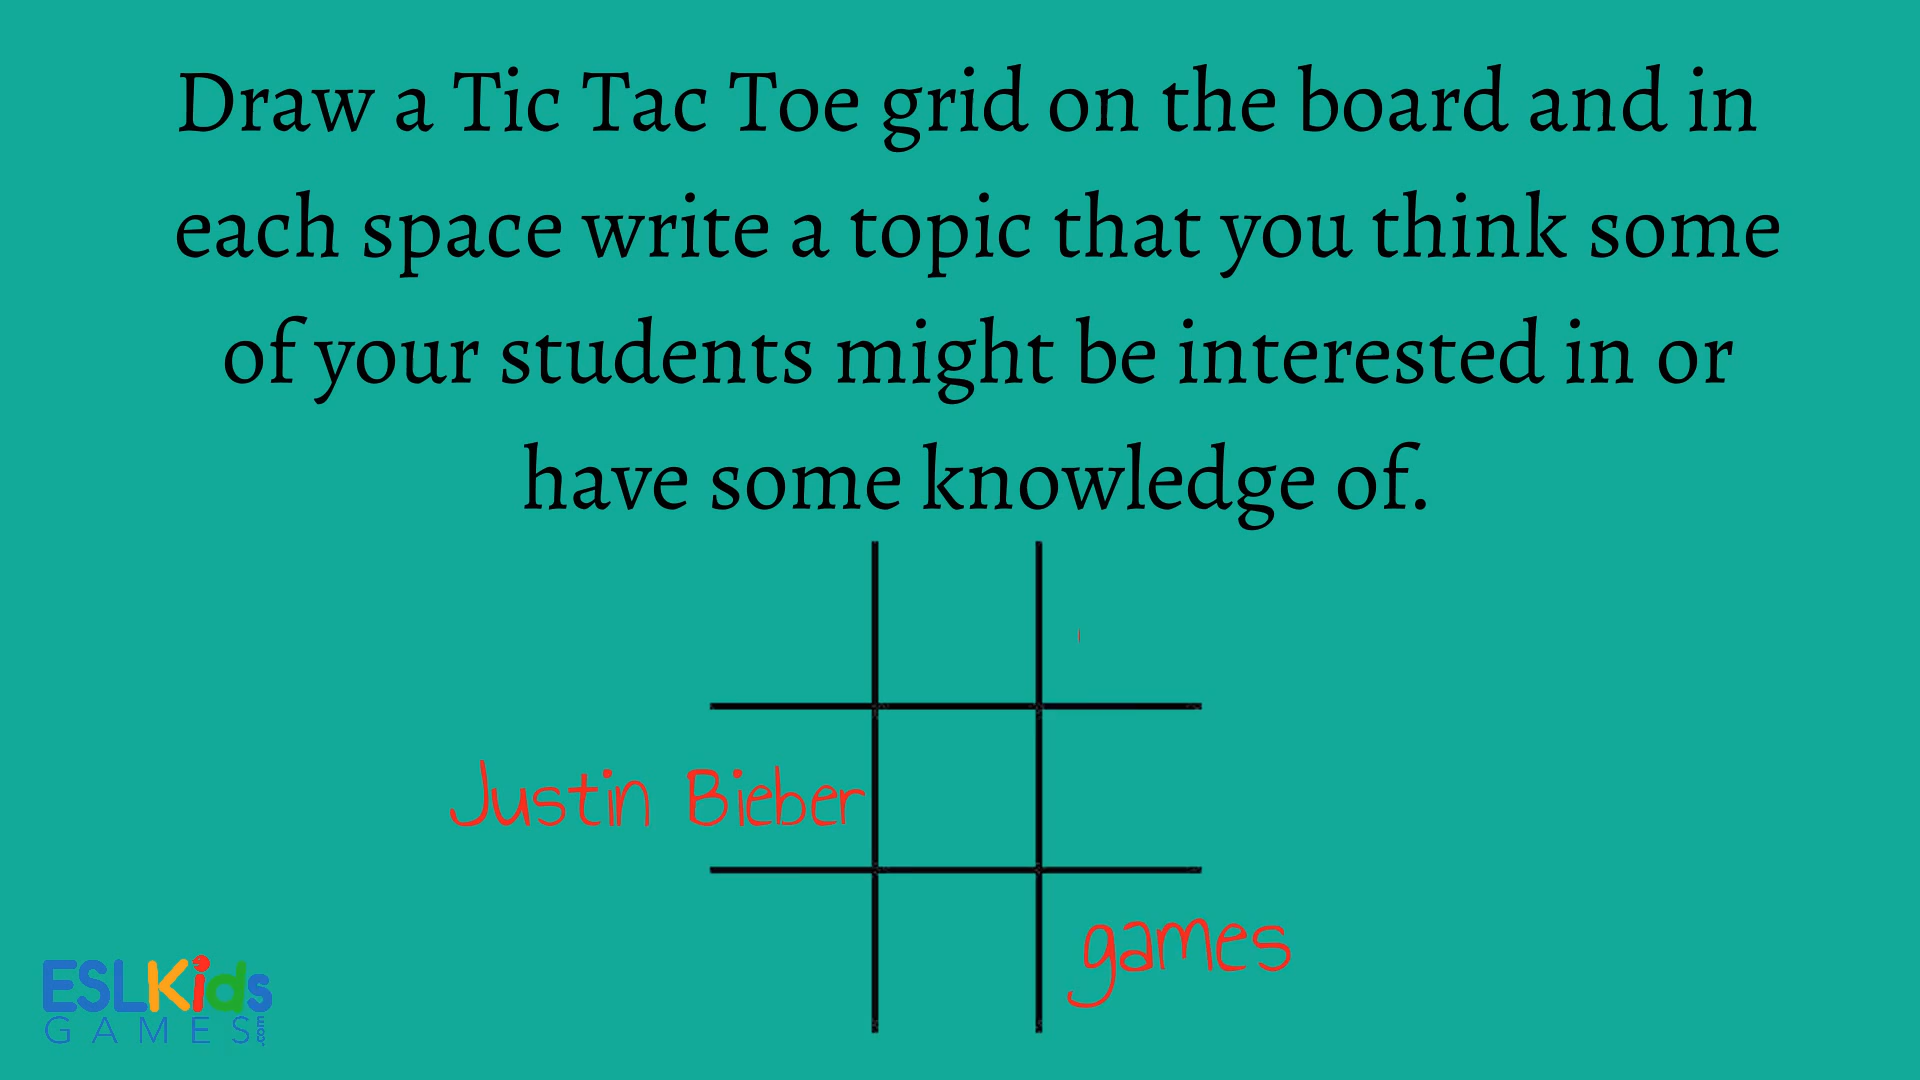 Draw a Tic Tac Toe grid on the board and in
each space write a topic that you think some
of your students might be interested in or
have some knowledge of.
Justin Bieber
games
ESLKids
GAMES.com